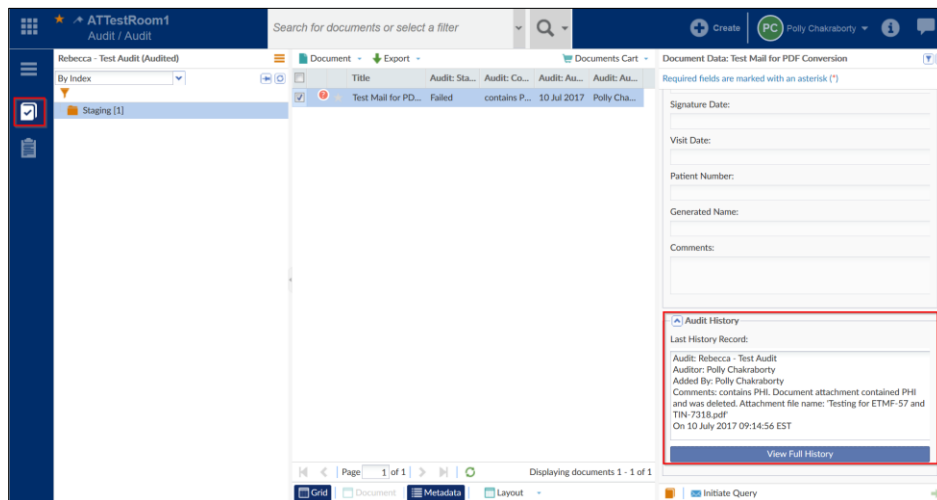 ATTestRoom1
Audit / Audit
Search for documents or select a filter
Create
PC
Polly Chakraborty
Rebecca - Test Audit (Audited)
By Index
Staging [1]
Document
Export
Documents Cart
Title
Audit: Sta...
Audit: Co...
Audit: Au...
Audit: Au...
Test Mail for PD...
Failed
contains P...
10 Jul 2017
Polly Cha...
Page 1 of 1
Displaying documents 1 - 1 of 1
Grid
Document
Metadata
Layout
Document Data: Test Mail for PDF Conversion
Required fields are marked with an asterisk (*)
Signature Date:
Visit Date:
Patient Number:
Generated Name:
Comments:
Audit History
Last History Record:
Audit: Rebecca - Test Audit
Auditor: Polly Chakraborty
Added By: Polly Chakraborty
Comments: contains PHI. Document attachment contained PHI
and was deleted. Attachment file name: 'Testing for ETMF-57 and
TIN-7318.pdf'
On 10 July 2017 09:14:56 EST
View Full History
Initiate Query